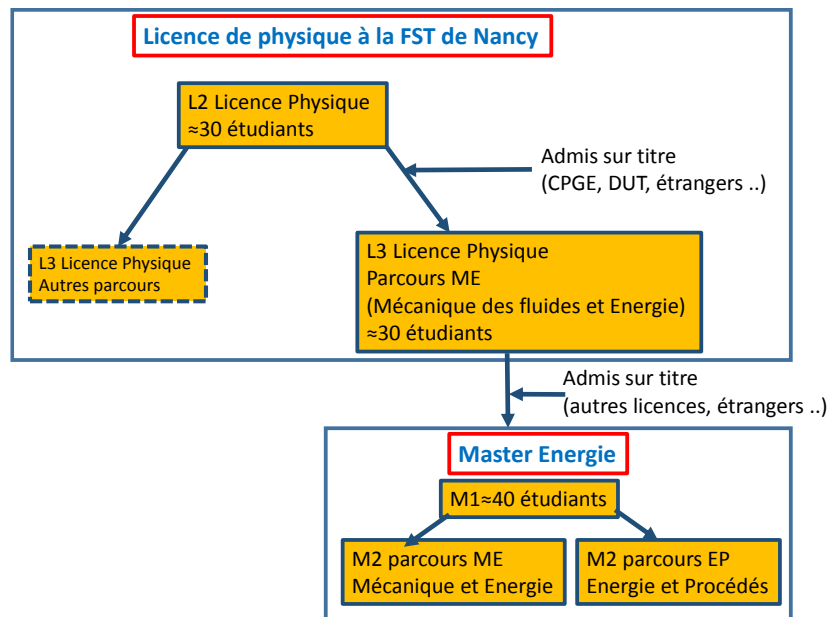 Licence de physique à la FST de Nancy
L2 Licence Physique
≈30 étudiants
Admis sur titre
(CPGE, DUT, étrangers ..)
L3 Licence Physique
Autres parcours
L3 Licence Physique
Parcours ME
(Mécanique des fluides et Energie)
≈30 étudiants
Admis sur titre
(autres licences, étrangers ..)
Master Energie
M1≈40 étudiants
M2 parcours ME
Mécanique et Energie
M2 parcours EP
Energie et Procédés